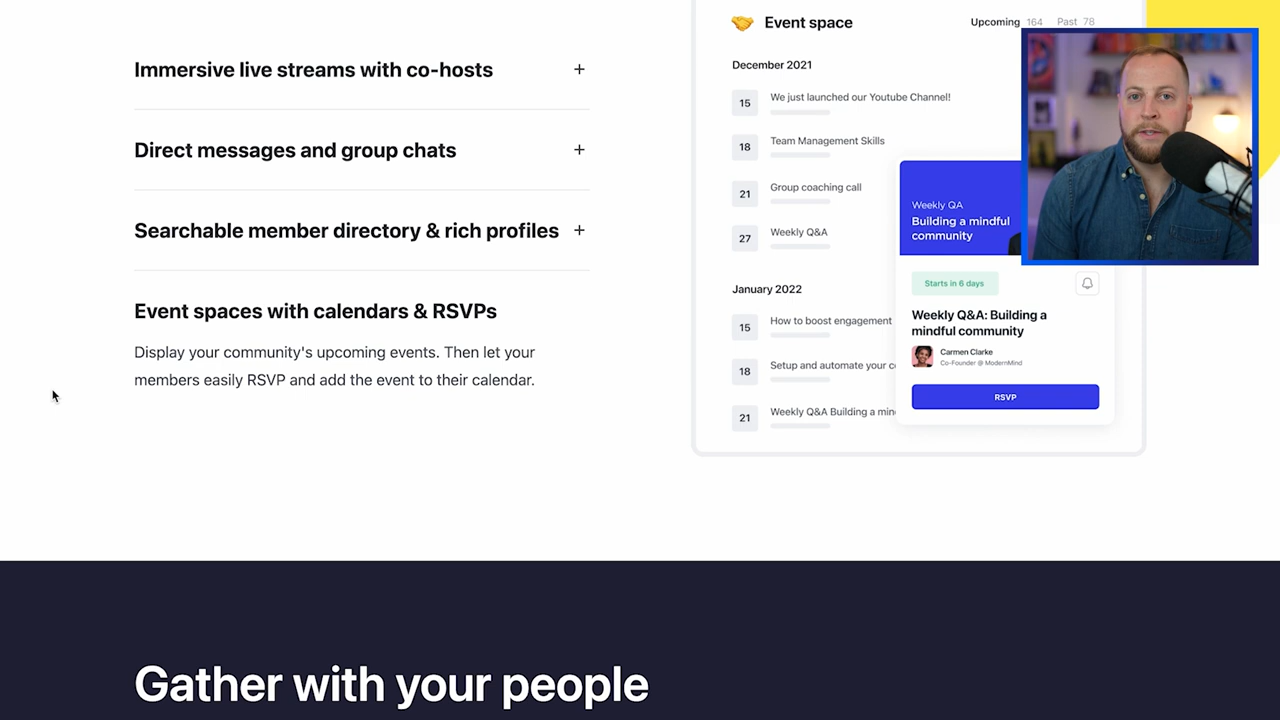 Immersive live streams with co-hosts
+
Direct messages and group chats
+
Searchable member directory & rich profiles
+
Event spaces with calendars & RSVPs
Display your community's upcoming events. Then let your
members easily RSVP and add the event to their calendar.
Event space
Upcoming 164 Past 78
December 2021
15 We just launched our Youtube Channel!
18 Team Management Skills
21 Group coaching call
27 Weekly Q&A
January 2022
15 How to boost engagement
18 Setup and automate your c
21 Weekly Q&A Building a min
Weekly QA
Building a mindful
community
Starts in 6 days
Weekly Q&A: Building a
mindful community
Carmen Clarke
Co-Founder @ ModernMind
RSVP
Gather with your people